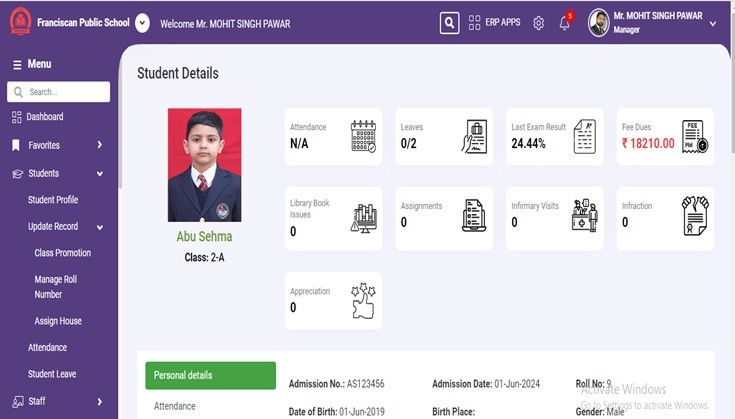 Franciscan Public School
Welcome Mr. MOHIT SINGH PAWAR
ERP APPS
5
Mr. MOHIT SINGH PAWAR
Manager
Menu
Search...
Dashboard
Favorites
Students
Student Profile
Update Record
Class Promotion
Manage Roll
Number
Assign House
Attendance
Student Leave
Staff
Student Details
Abu Sehma
Class: 2-A
Attendance
N/A
Leaves
0/2
Last Exam Result
24.44%
A+
Fee Dues
₹ 18210.00
FEE
Library Book
Issues
0
Assignments
0
Infirmary Visits
0
Infraction
0
Appreciation
0
Personal details
Attendance
Admission No.: AS123456
Admission Date: 01-Jun-2024
Roll No: 9
Date of Birth: 01-Jun-2019
Birth Place:
Gender: Male
Activate Windows
Go to Settings to activate Windows.